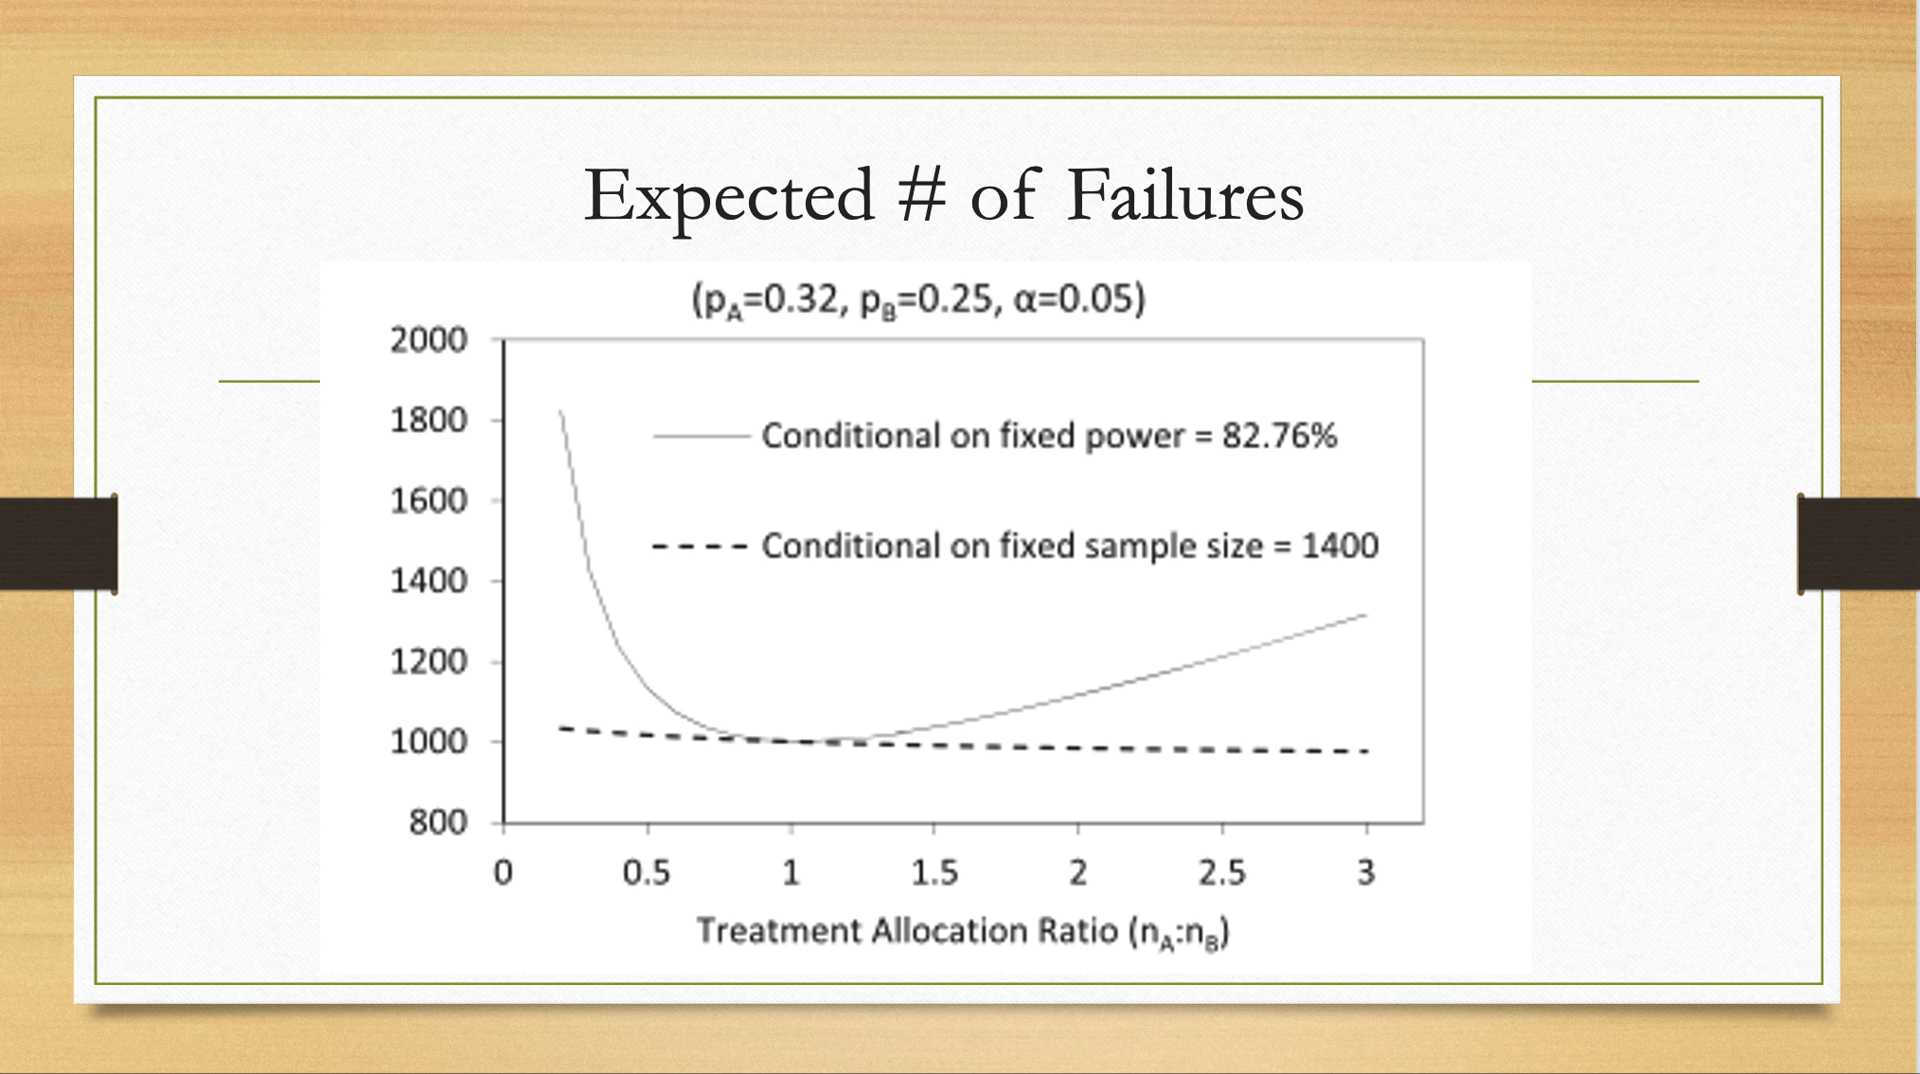 Expected # of Failures
(pA=0.32, pB=0.25, α=0.05)
2000
1800
1600
1400
1200
1000
800
Conditional on fixed power = 82.76%
Conditional on fixed sample size = 1400
0 0.5 1 1.5 2 2.5 3
Treatment Allocation Ratio (nA:nB)